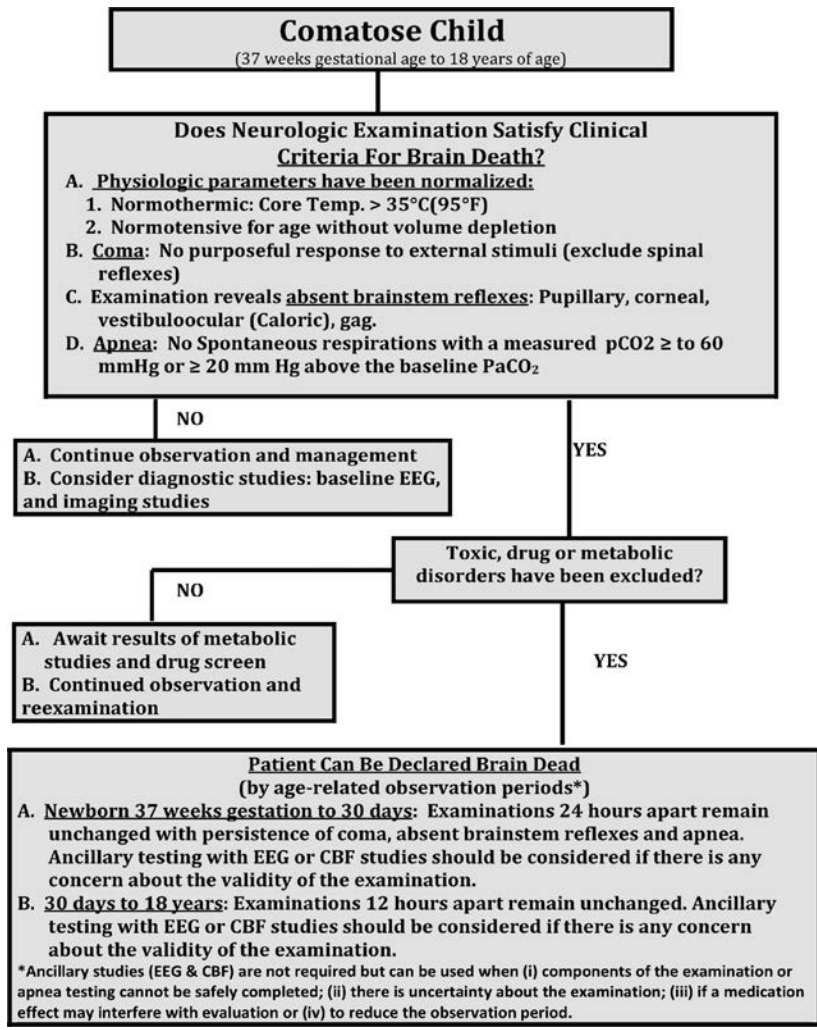 Comatose Child
(37 weeks gestational age to 18 years of age)
Does Neurologic Examination Satisfy Clinical
Criteria For Brain Death?
A. Physiologic parameters have been normalized:
1. Normothermic: Core Temp. > 35°C(95°F)
2. Normotensive for age without volume depletion
B. Coma: No purposeful response to external stimuli (exclude spinal
reflexes)
C. Examination reveals absent brainstem reflexes: Pupillary, corneal,
vestibuloocular (Caloric), gag.
D. Apnea: No Spontaneous respirations with a measured pCO2 ≥ to 60
mmHg or ≥ 20 mm Hg above the baseline PaCO₂
NO
YES
A. Continue observation and management
B. Consider diagnostic studies: baseline EEG,
and imaging studies
Toxic, drug or metabolic
disorders have been excluded?
NO
YES
A. Await results of metabolic
studies and drug screen
B. Continued observation and
reexamination
Patient Can Be Declared Brain Dead
(by age-related observation periods*)
A. Newborn 37 weeks gestation to 30 days: Examinations 24 hours apart remain
unchanged with persistence of coma, absent brainstem reflexes and apnea.
Ancillary testing with EEG or CBF studies should be considered if there is any
concern about the validity of the examination.
B. 30 days to 18 years: Examinations 12 hours apart remain unchanged. Ancillary
testing with EEG or CBF studies should be considered if there is any concern
about the validity of the examination.
*Ancillary studies (EEG & CBF) are not required but can be used when (i) components of the examination or
apnea testing cannot be safely completed; (ii) there is uncertainty about the examination; (iii) if a medication
effect may interfere with evaluation or (iv) to reduce the observation period.